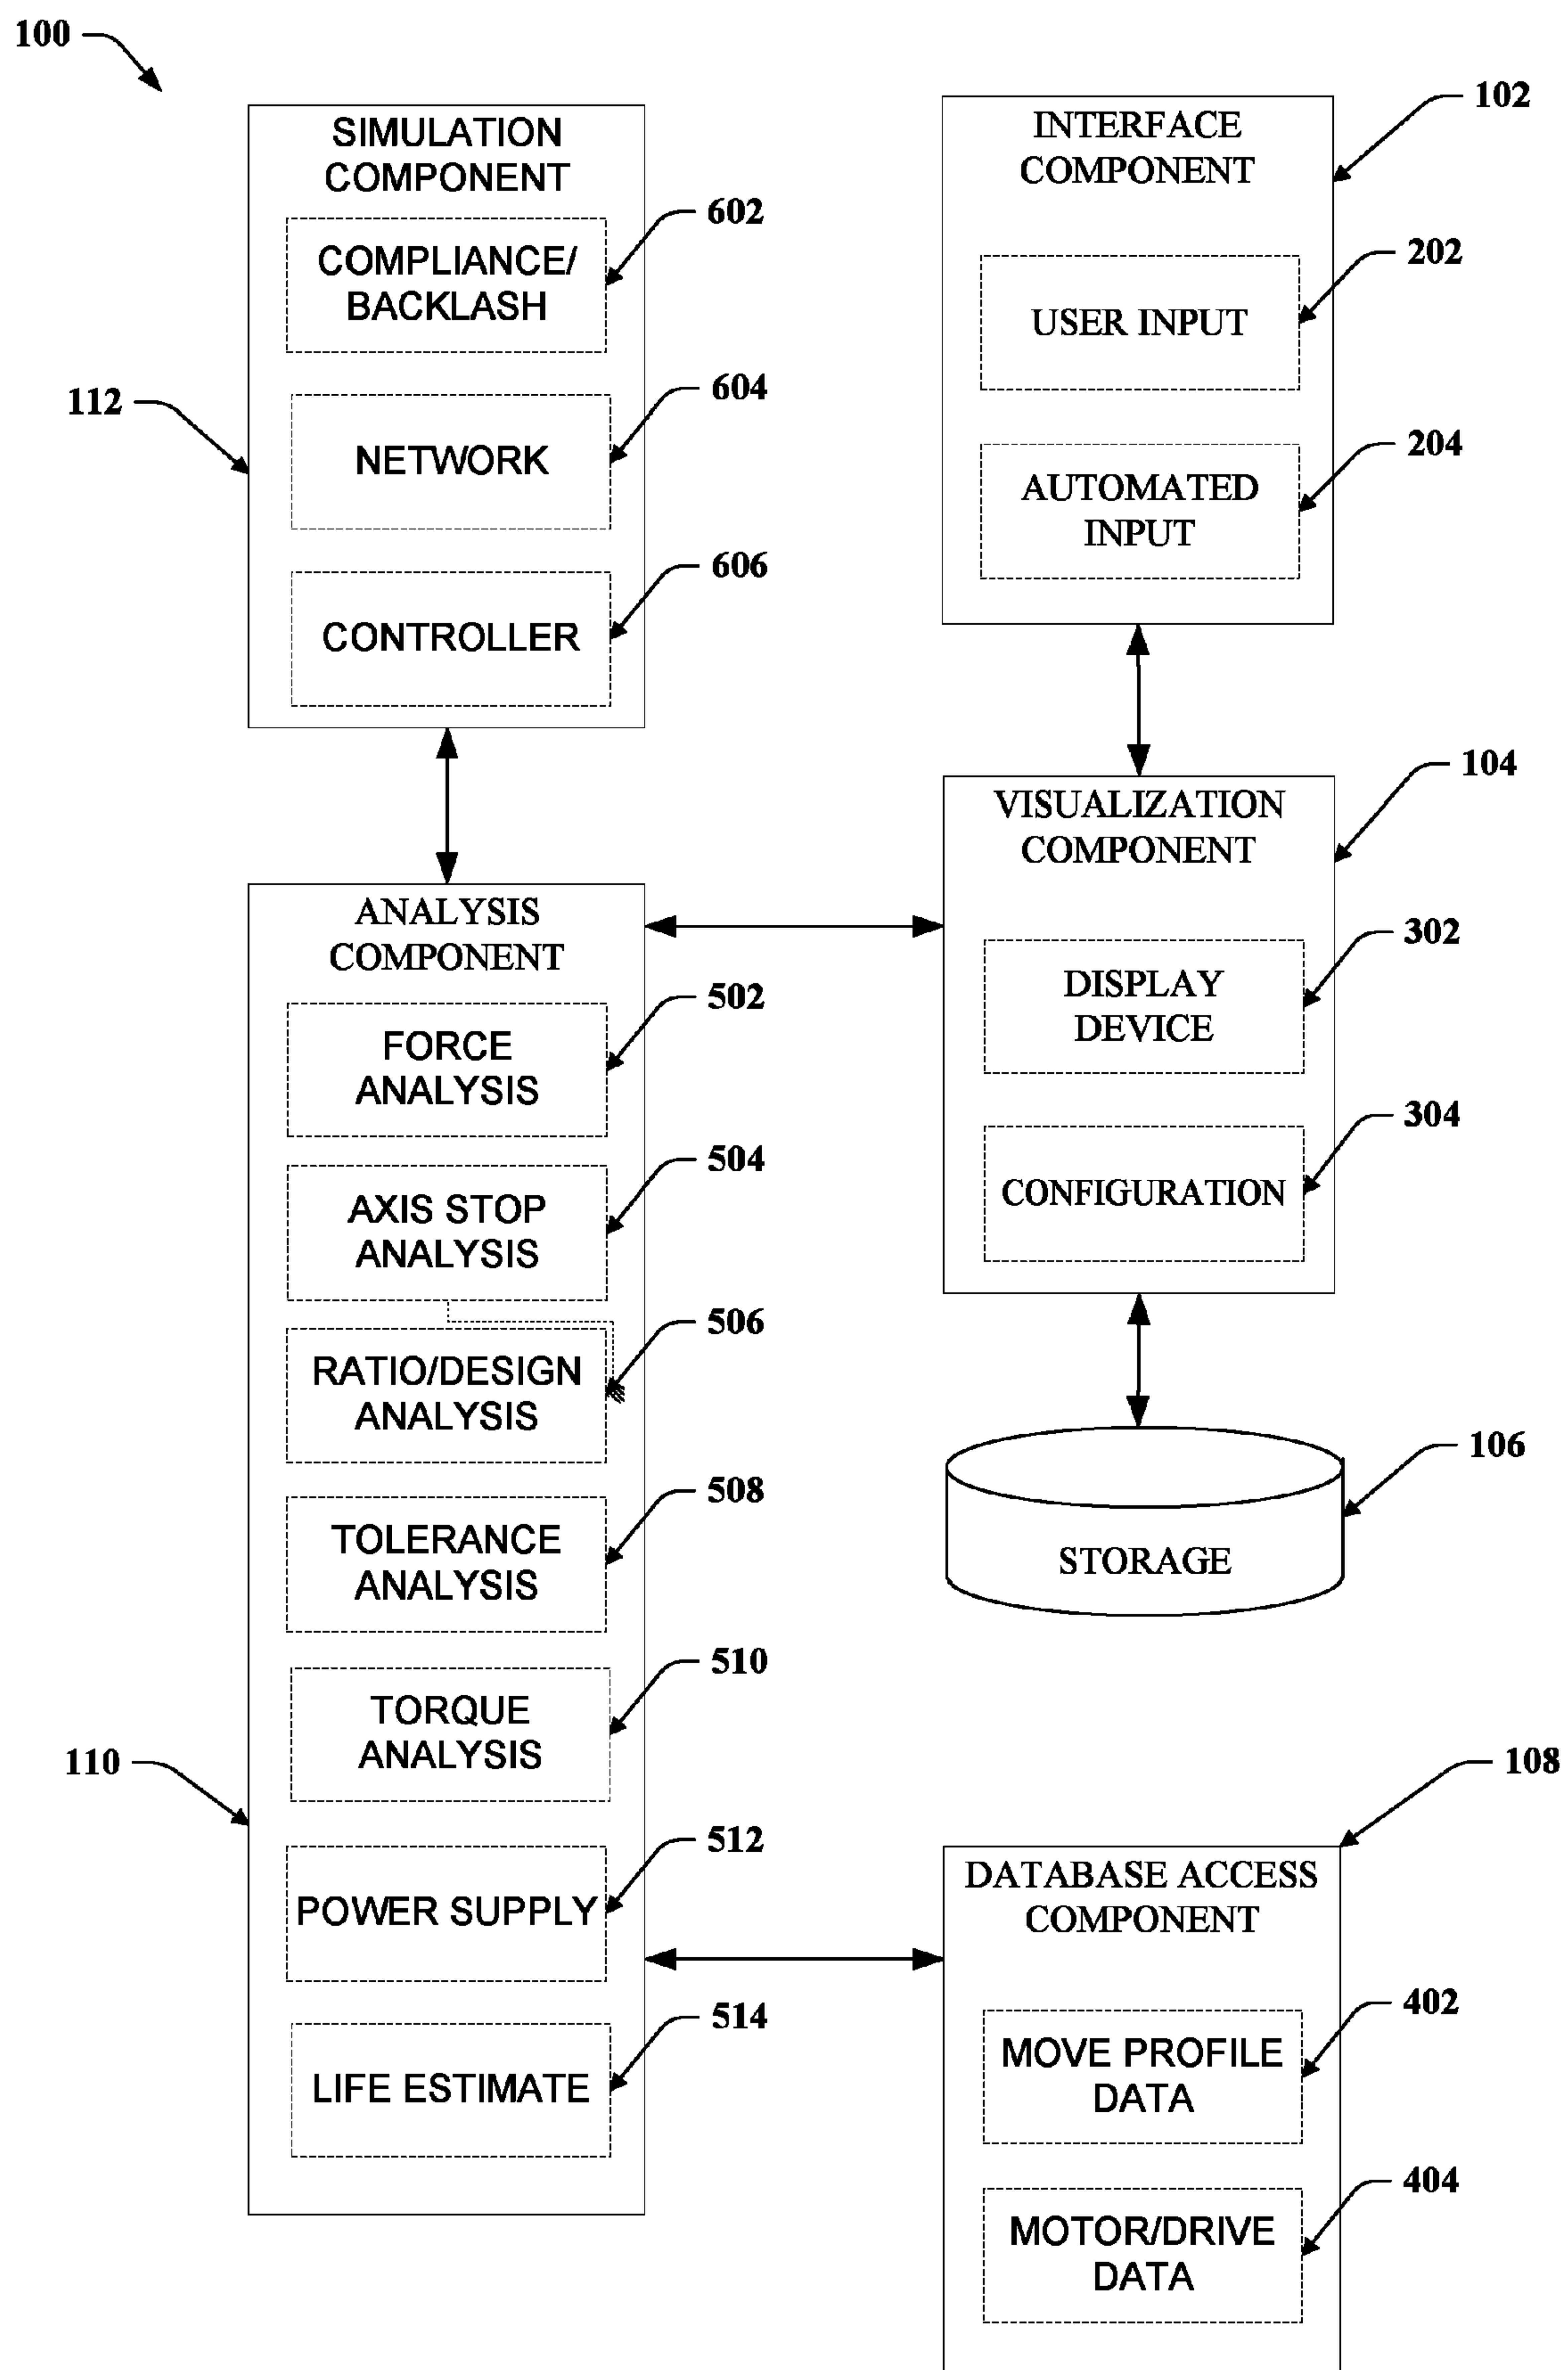 100
SIMULATION
COMPONENT
602
COMPLIANCE/
BACKLASH
112
604
NETWORK
606
CONTROLLER
102
INTERFACE
COMPONENT
202
USER INPUT
204
AUTOMATED
INPUT
104
VISUALIZATION
COMPONENT
302
DISPLAY
DEVICE
304
CONFIGURATION
106
STORAGE
ANALYSIS
COMPONENT
502
FORCE
ANALYSIS
504
AXIS STOP
ANALYSIS
506
RATIO/DESIGN
ANALYSIS
508
TOLERANCE
ANALYSIS
510
TORQUE
ANALYSIS
110
512
POWER SUPPLY
514
LIFE ESTIMATE
108
DATABASE ACCESS
COMPONENT
402
MOVE PROFILE
DATA
404
MOTOR/DRIVE
DATA